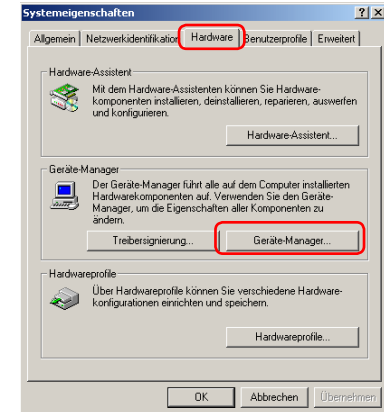 Systemeigenschaften
Allgemein Netzwerkidentifikation Hardware Benutzerprofile Erweitert
Hardware-Assistent
Mit dem Hardware-Assistenten können Sie Hardware-
komponenten installieren, deinstallieren, reparieren, auswerfen
und konfigurieren.
Hardware-Assistent...
Geräte-Manager
Der Geräte-Manager führt alle auf dem Computer installierten
Hardwarekomponenten auf. Verwenden Sie den Geräte-
Manager, um die Eigenschaften aller Komponenten zu
ändern.
Treibersignierung... Geräte-Manager...
Hardwareprofile
Über Hardwareprofile können Sie verschiedene Hardware-
konfigurationen einrichten und speichern.
Hardwareprofile...
OK Abbrechen Übernehmen